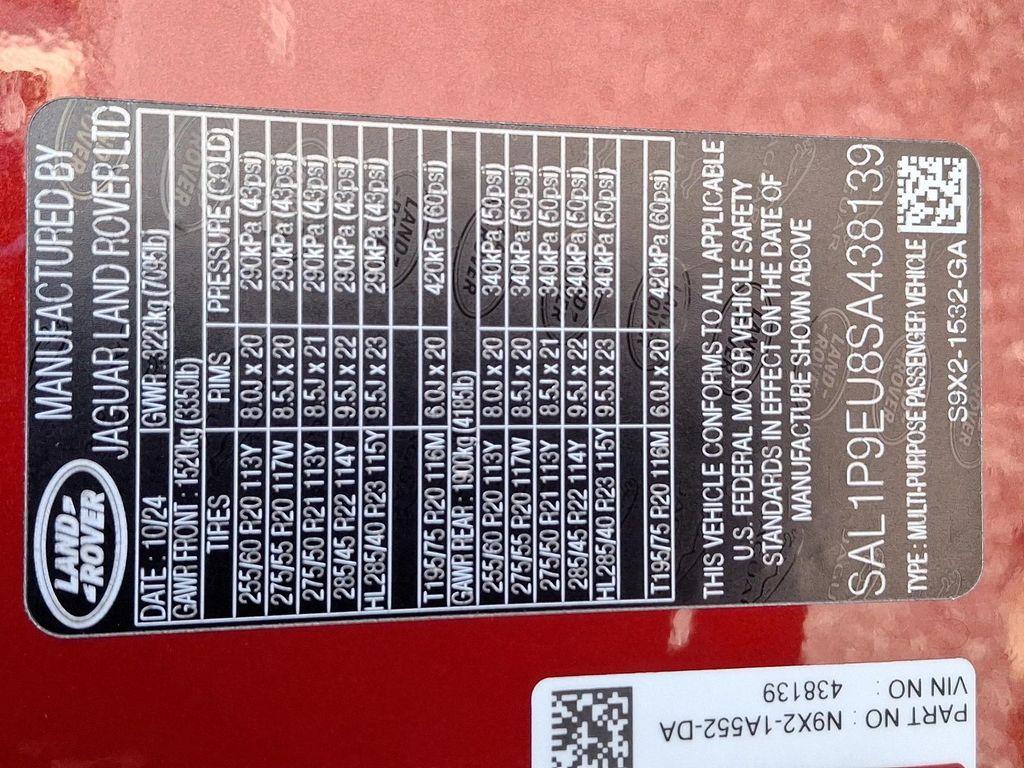 LAND-
-ROVER
MANUFACTURED BY
JAGUAR LAND ROVER LTD
DATE : 10/24 GVWR :3220kg (7095lb)
GAWR FRONT : 1520kg (3350lb)
TIRES RIMS PRESSURE (COLD)
255/60 R20 113Y 8.0J x 20 290kPa (43psi)
275/55 R20 117W 8.5J x 20 290kPa (43psi)
275/50 R21 113Y 8.5J x 21 290kPa (43psi)
285/45 R22 114Y 9.5J x 22 290kPa (43psi)
HL285/40 R23 115Y 9.5J x 23 290kPa (43psi)
T195/75 R20 116M 6.0J x 20 420kPa (60psi)
GAWR REAR : 1900kg (4185lb)
255/60 R20 113Y 8.0J x 20 340kPa (50psi)
275/55 R20 117W 8.5J x 20 340kPa (50psi)
275/50 R21 113Y 8.5J x 21 340kPa (50psi)
285/45 R22 114Y 9.5J x 22 340kPa (50psi)
HL285/40 R23 115Y 9.5J x 23 340kPa (50psi)
T195/75 R20 116M 6.0J x 20 420kPa (60psi)
THIS VEHICLE CONFORMS TO ALL APPLICABLE
U.S. FEDERAL MOTOR VEHICLE SAFETY
STANDARDS IN EFFECT ON THE DATE OF
MANUFACTURE SHOWN ABOVE
SAL1P9EU8SA438139
TYPE : MULTI-PURPOSE PASSENGER VEHICLE
S9X2-1532-GA
PART NO : N9X2-1A552-DA
VIN NO : 438139